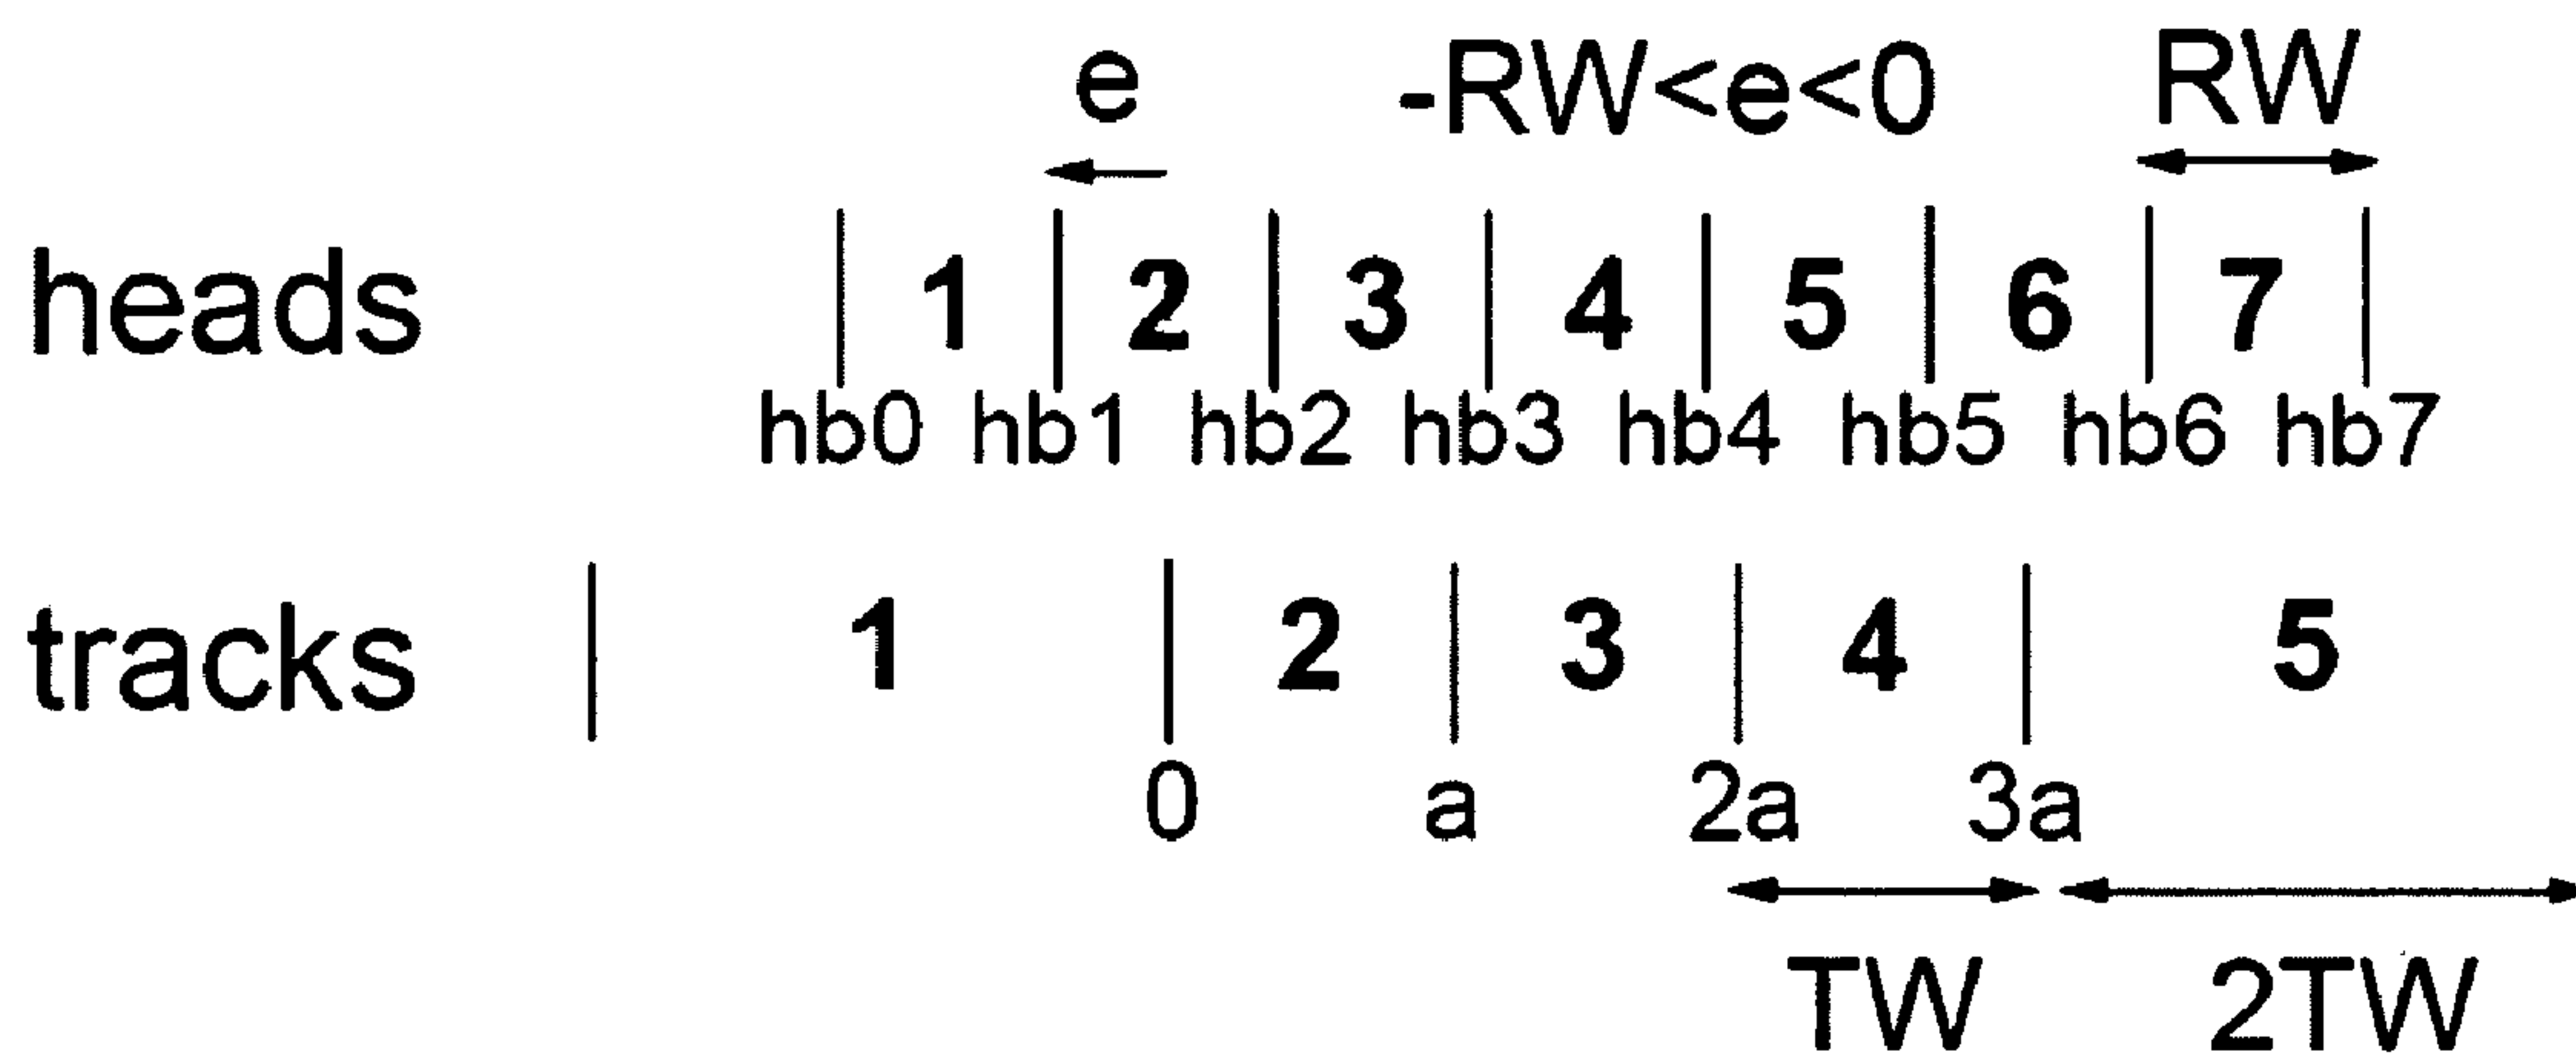 e -RW<e<0 RW
heads 1 2 3 4 5 6 7
hb0 hb1 hb2 hb3 hb4 hb5 hb6 hb7
tracks 1 2 3 4 5
0 a 2a 3a
TW 2TW